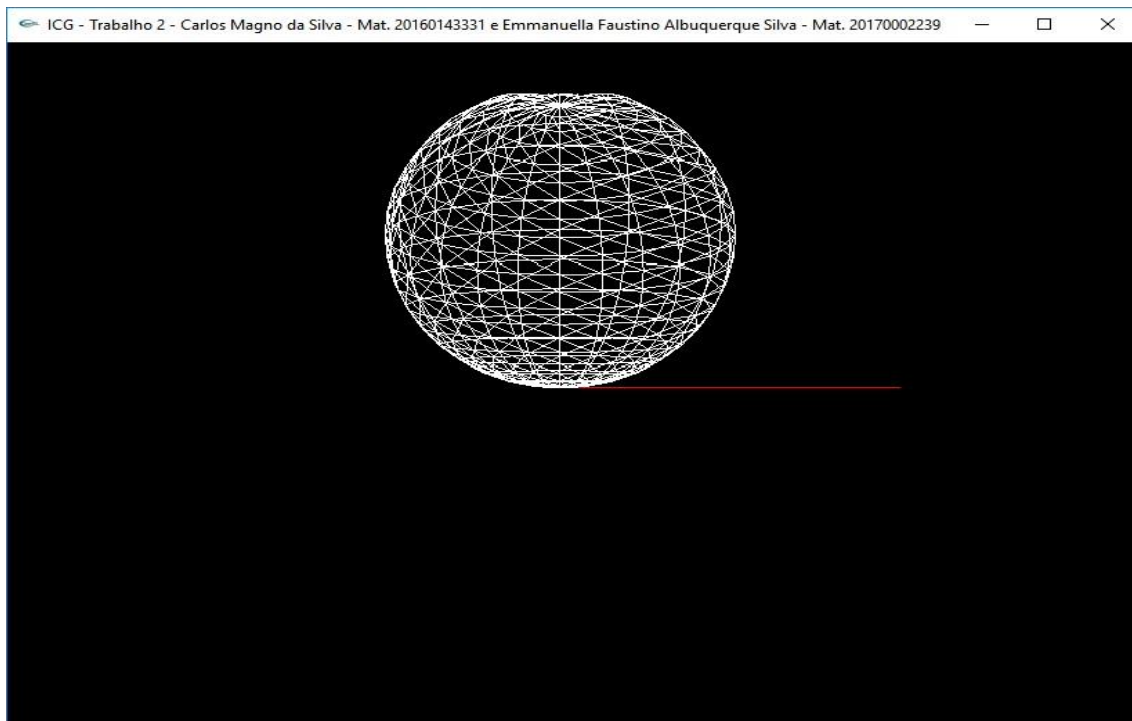 ICG - Trabalho 2 - Carlos Magno da Silva - Mat. 20160143331 e Emmanuella Faustino Albuquerque Silva - Mat. 20170002239